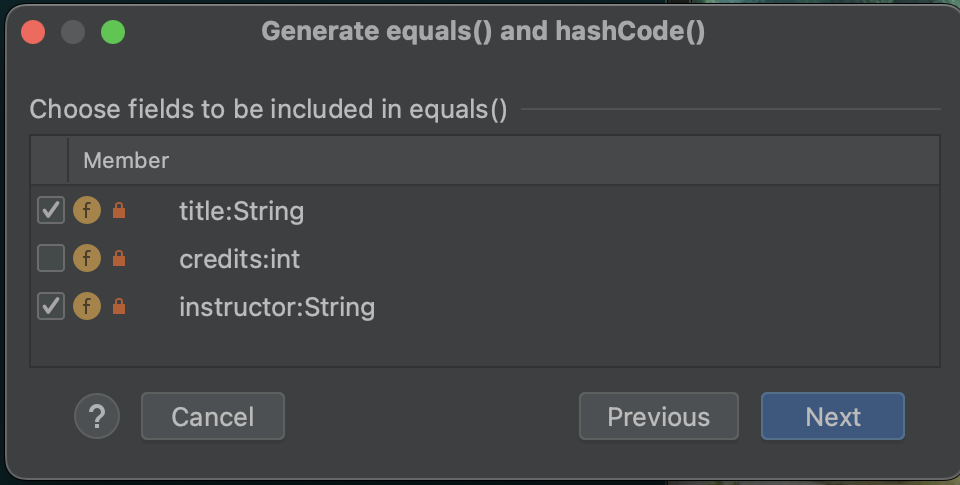 Generate equals() and hashCode()
Choose fields to be included in equals()
Member
f title:String
f credits:int
f instructor:String
? Cancel Previous Next